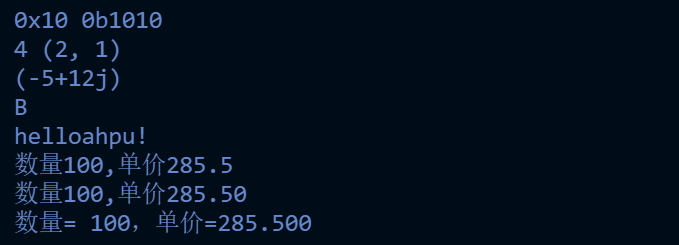 0x10 0b1010
4 (2, 1)
(-5+12j)
B
helloahpu!
数量100,单价285.5
数量100,单价285.50
数量= 100，单价=285.500